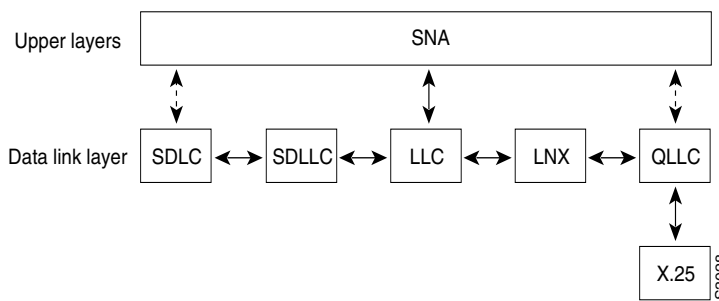 Upper layers
SNA
Data link layer
SDLC
SDLLC
LLC
LNX
QLLC
X.25